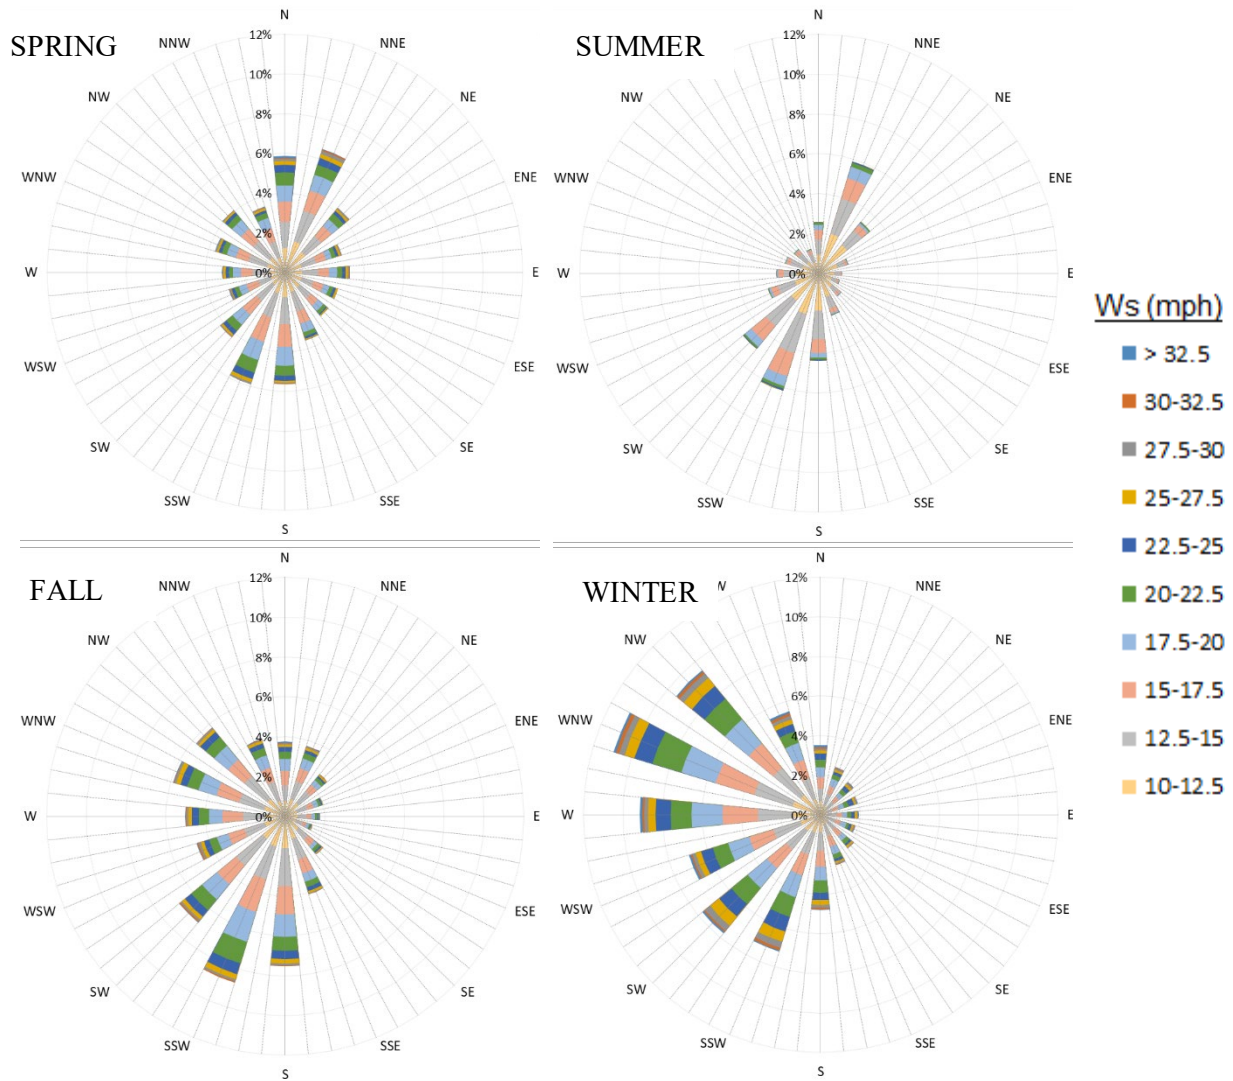 SPRING
N
12%
NNW
NNE
10%
NW
NE
8%
6%
WNW
ENE
4%
2%
W
0%
E
WSW
ESE
SW
SE
SSW
SSE
S
SUMMER
N
12%
NNE
10%
NW
NE
8%
6%
WNW
ENE
4%
2%
W
0%
E
WSW
ESE
SW
SE
SSW
SSE
S
FALL
N
12%
NNW
NNE
10%
NW
NE
8%
6%
WNW
ENE
4%
2%
W
0%
E
WSW
ESE
SW
SE
SSW
SSE
S
WINTER
W
N
12%
NNE
10%
NW
NE
8%
6%
WNW
ENE
4%
2%
W
0%
E
WSW
ESE
SW
SE
SSW
SSE
S
Ws (mph)
> 32.5
30-32.5
27.5-30
25-27.5
22.5-25
20-22.5
17.5-20
15-17.5
12.5-15
10-12.5